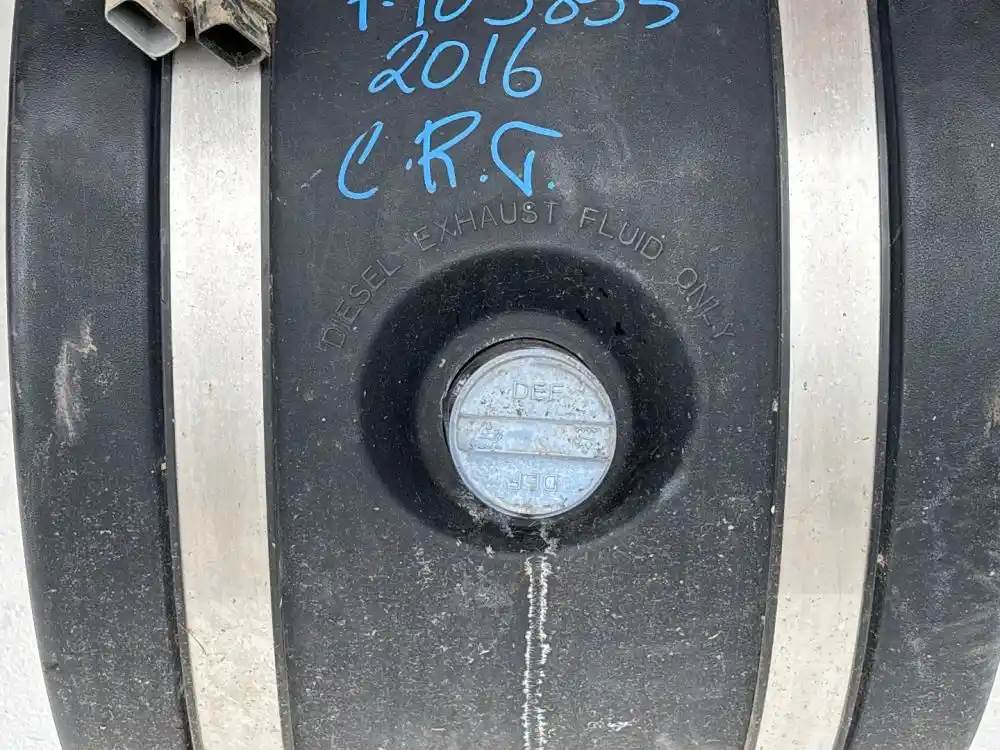 2016
C.R.T.
DIESEL EXHAUST FLUID ONLY
DEF
DEF